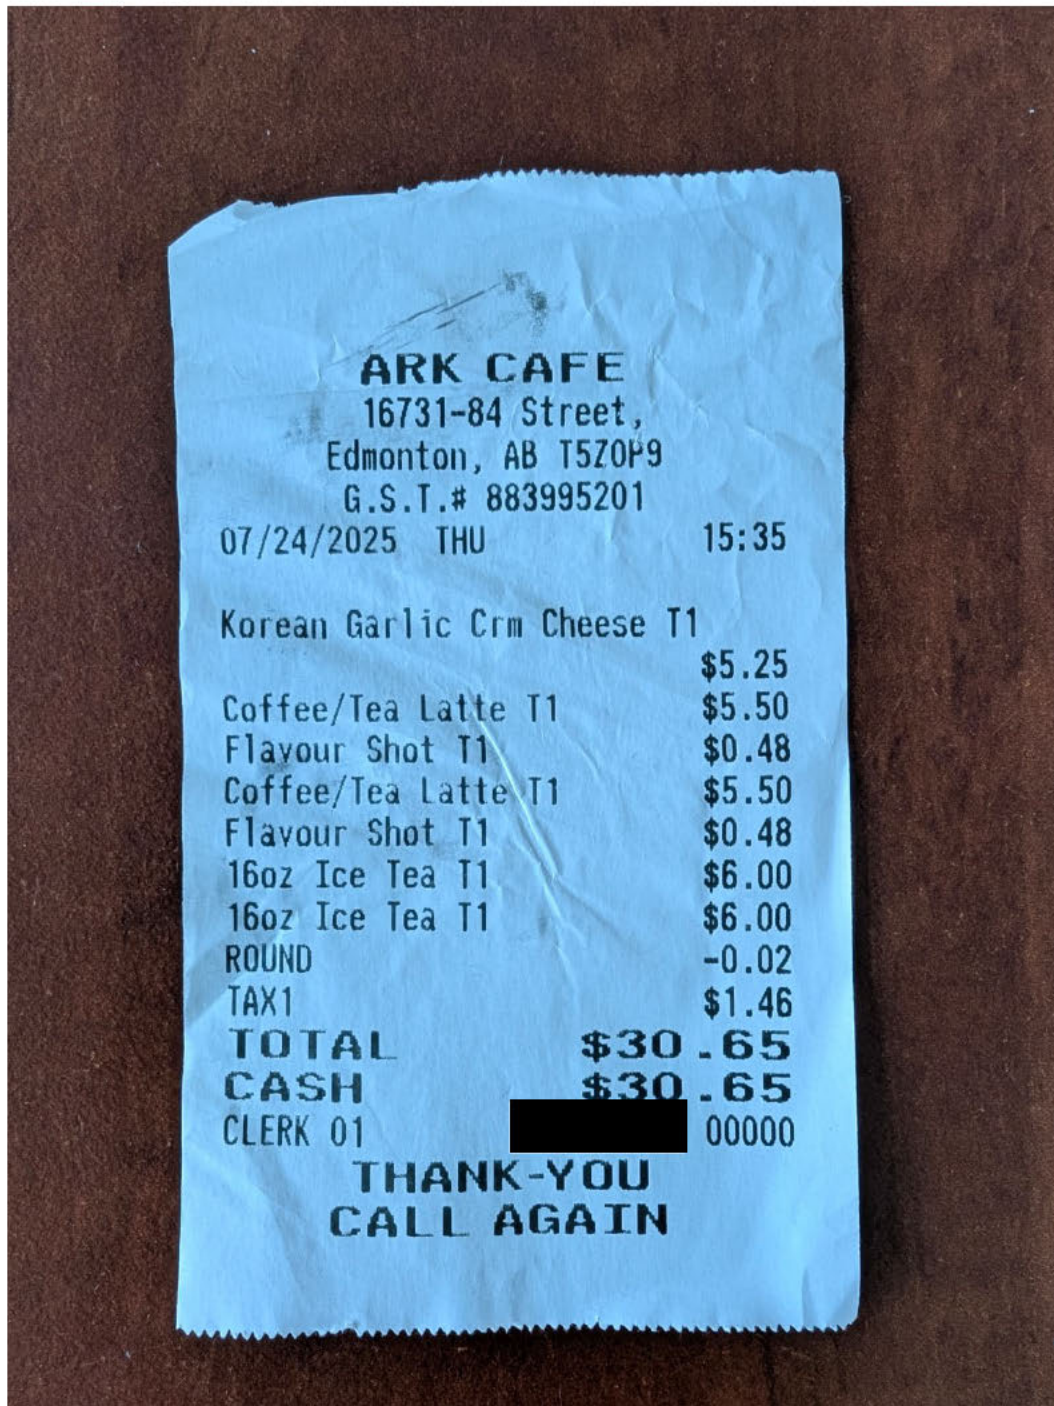 ARK CAFE
16731-84 Street,
Edmonton, AB T5Z0P9
G.S.T.# 883995201
07/24/2025 THU 15:35
Korean Garlic Crm Cheese T1
$5.25
Coffee/Tea Latte T1 $5.50
Flavour Shot T1 $0.48
Coffee/Tea Latte T1 $5.50
Flavour Shot T1 $0.48
16oz Ice Tea T1 $6.00
16oz Ice Tea T1 $6.00
ROUND -0.02
TAX1 $1.46
TOTAL $30.65
CASH $30.65
CLERK 01 00000
THANK-YOU
CALL AGAIN